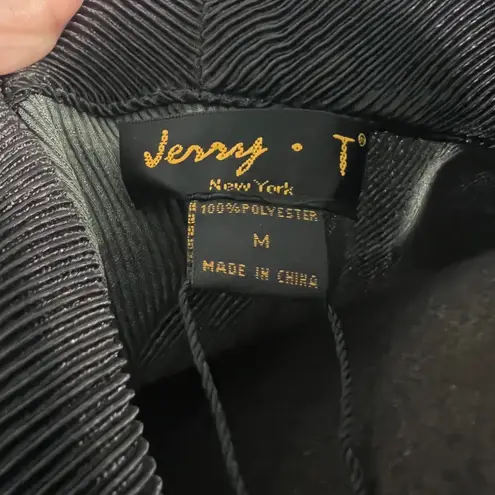 Jerry • T®
New York
100%POLYESTER
M
MADE IN CHINA